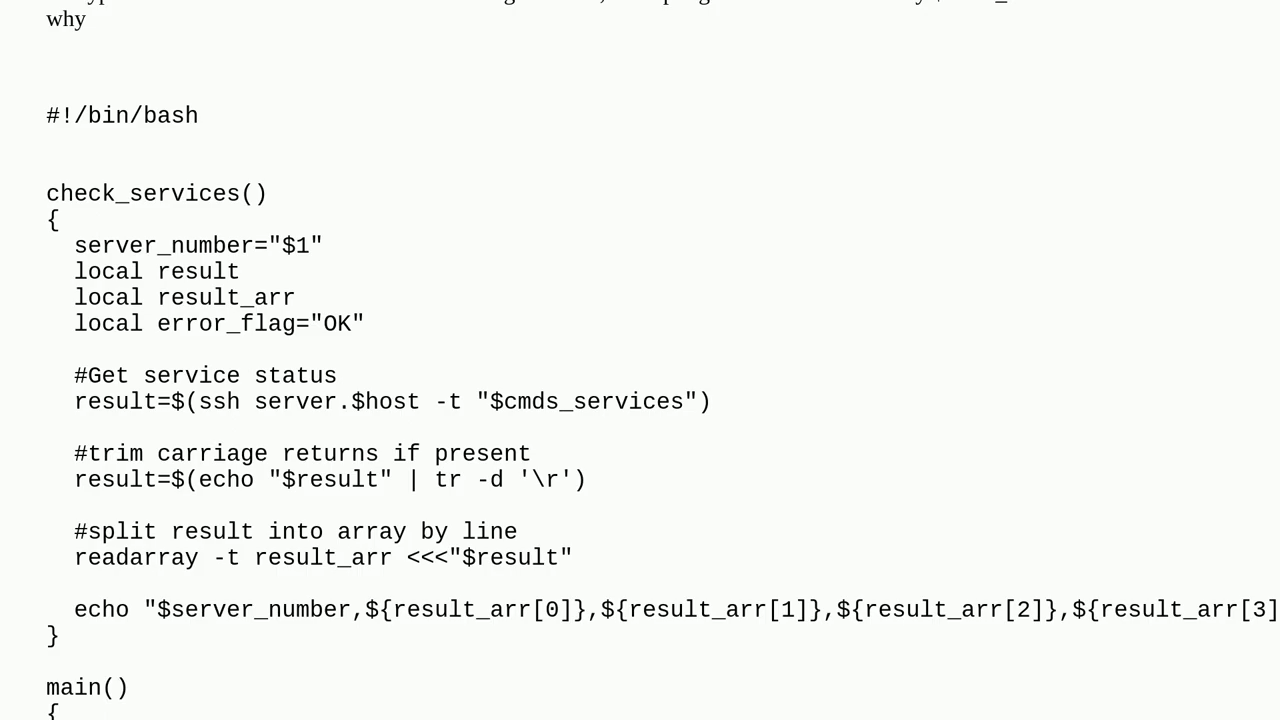 why
#!/bin/bash
check_services()
{
  server_number="$1"
  local result
  local result_arr
  local error_flag="OK"
  #Get service status
  result=$(ssh server.$host -t "$cmds_services")
  #trim carriage returns if present
  result=$(echo "$result" | tr -d '\r')
  #split result into array by line
  readarray -t result_arr <<<"$result"
  echo "$server_number,${result_arr[0]},${result_arr[1]},${result_arr[2]},${result_arr[3]
}
main()
{